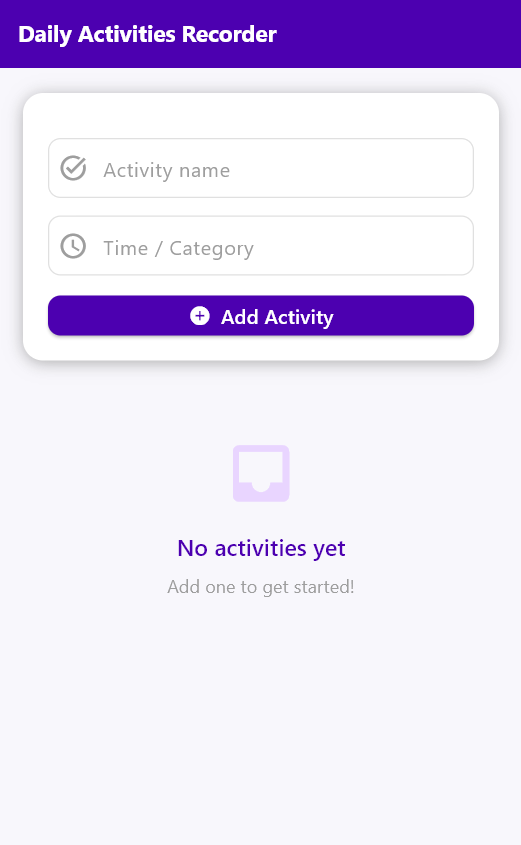 Daily Activities Recorder
Activity name
Time / Category
Add Activity
No activities yet
Add one to get started!